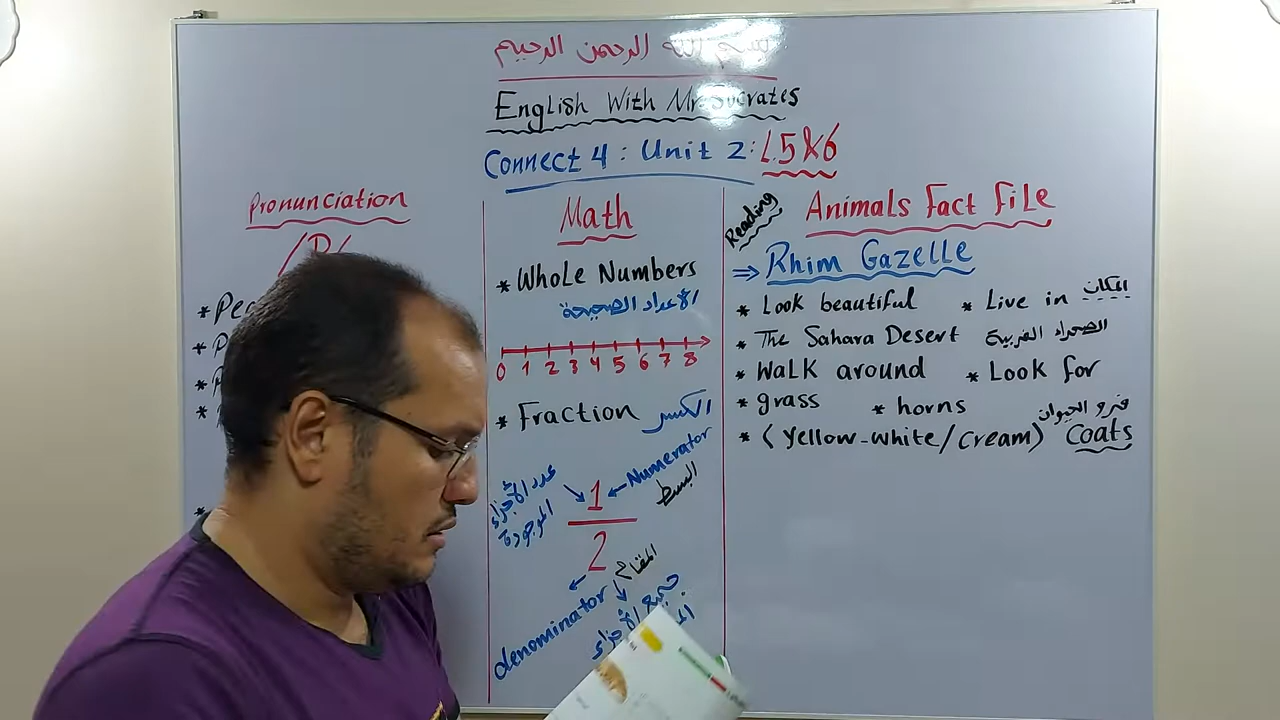 بسم الله الرحمن الرحيم
English With Mr. Socrates
Connect 4 : Unit 2 : L.5&6
Pronunciation
/P/
Math
* Whole Numbers
الأعداد الصحيحة
0 1 2 3 4 5 6 7 8
* Fraction الكسر
Numerator
البسط
عدد الأجزاء
الموجودة
1
2
denominator
المقام
جميع الأجزاء
Reading
Animals Fact File
⇒ Rhim Gazelle
* Look beautiful * Live in المكان
* The Sahara Desert الصحراء الغربية
* Walk around * Look for
* grass * horns
* (yellow-white/cream) Coats فرو الحيوان